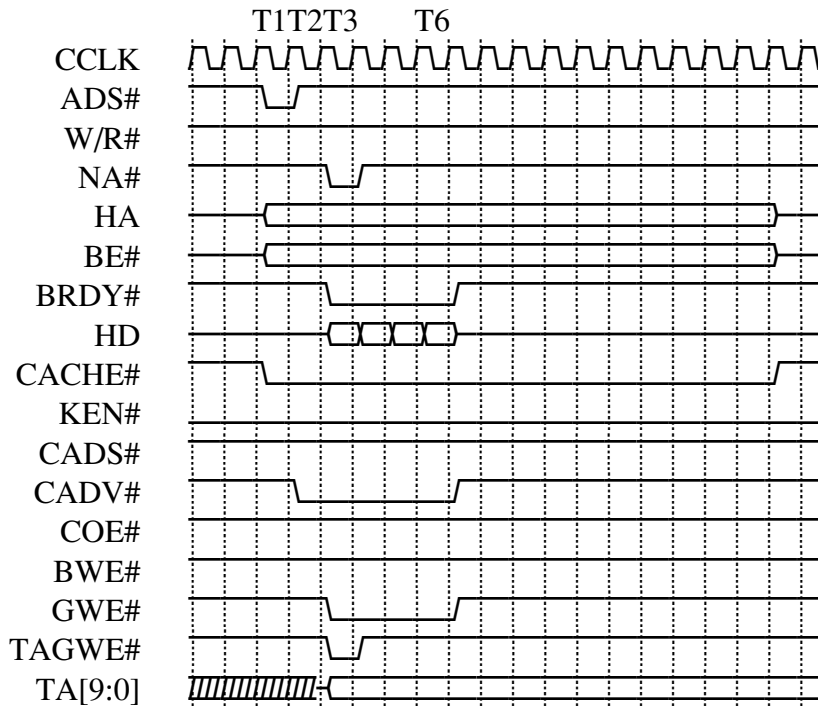 T1T2T3 T6
CCLK
ADS#
W/R#
NA#
HA
BE#
BRDY#
HD
CACHE#
KEN#
CADS#
CADV#
COE#
BWE#
GWE#
TAGWE#
TA[9:0]